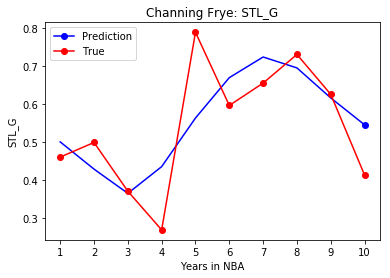 Channing Frye: STL_G
Prediction
True
STL_G
0.8
0.7
0.6
0.5
0.4
0.3
1 2 3 4 5 6 7 8 9 10
Years in NBA